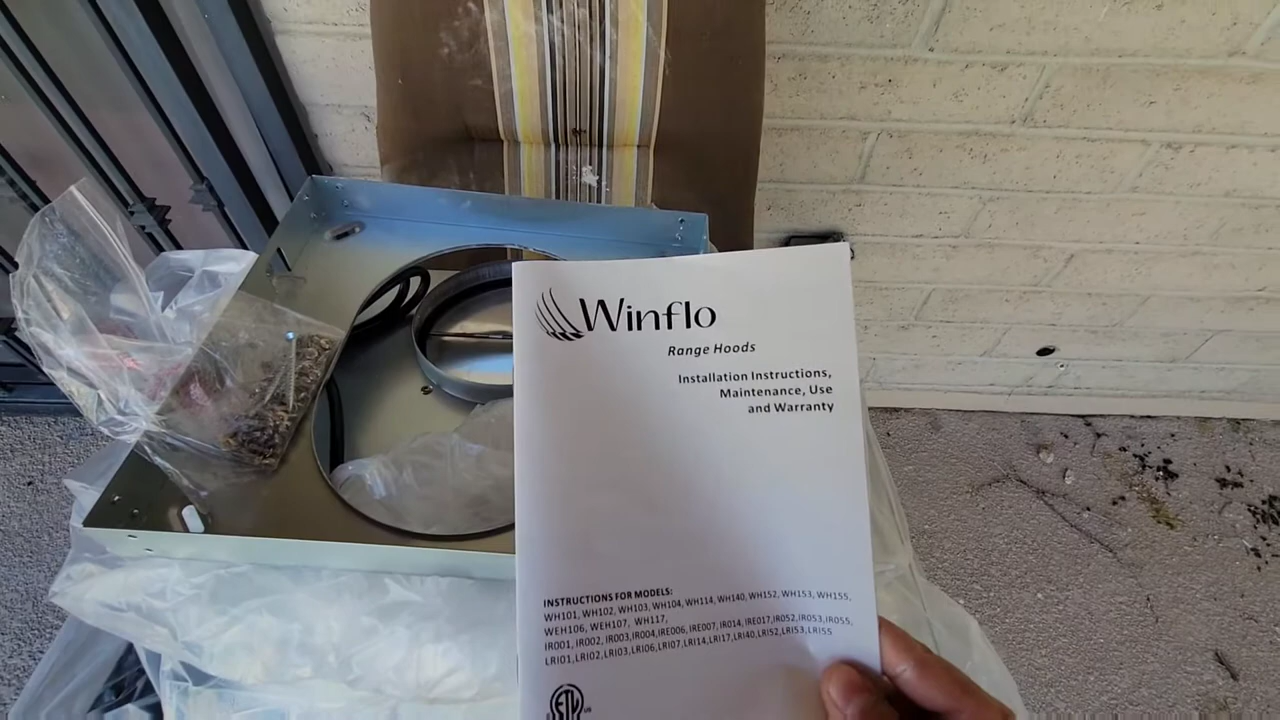 Winflo
Range Hoods
Installation Instructions,
Maintenance, Use
and Warranty
INSTRUCTIONS FOR MODELS:
WH101, WH102, WH103, WH104, WH114, WH140, WH152, WH153, WH155,
WEH106, WEH107, WH117,
IR001, IR002, IR003,IR004,IRE006, IRE007, IR014, IRE017,IR052,IR053,IR055,
LRI01,LRI02,LRI03,LRI06,LRI07,LRI14,LRI17,LRI40,LRI52,LRI53,LRI55
ETL
US